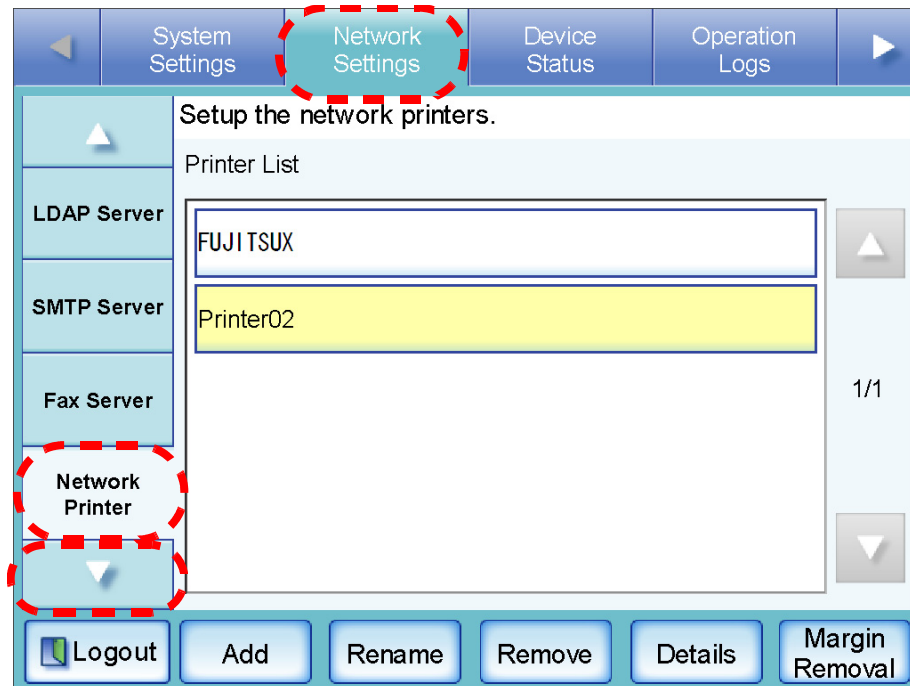 System
Settings
Network
Settings
Device
Status
Operation
Logs
Setup the network printers.
Printer List
LDAP Server
SMTP Server
Fax Server
Network
Printer
FUJITSUX
Printer02
1/1
Logout
Add
Rename
Remove
Details
Margin
Removal